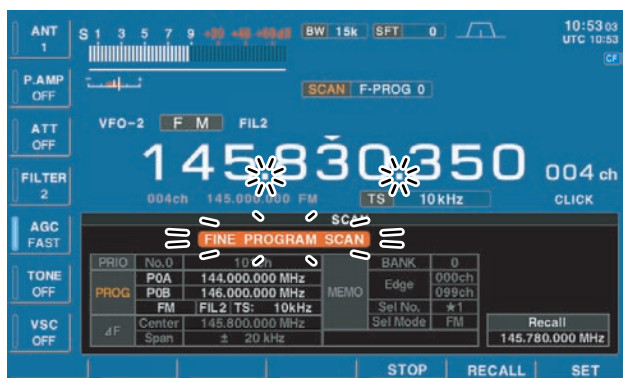 ANT
1
S 1 3 5 7 9 +20 +40 +60dB
BW 15k SFT 0
10:53 03
UTC 10:53
CF
P.AMP
OFF
SCAN F-PROG 0
ATT
OFF
VFO-2 FM FIL2
145.830.350
004 ch
FILTER
2
004ch 145.000.000 FM
TS 10kHz
CLICK
AGC
FAST
SCAN
FINE PROGRAM SCAN
PRIO No.0
BANK 0
PROG P0A 144.000.000 MHz
P0B 146.000.000 MHz
FM FIL2 TS: 10kHz
MEMO Edge 000ch
099ch
Sel No. ★1
Sel Mode FM
TONE
OFF
⊿F Center 145.800.000 MHz
Span ± 20 kHz
Recall
145.780.000 MHz
VSC
OFF
STOP RECALL SET